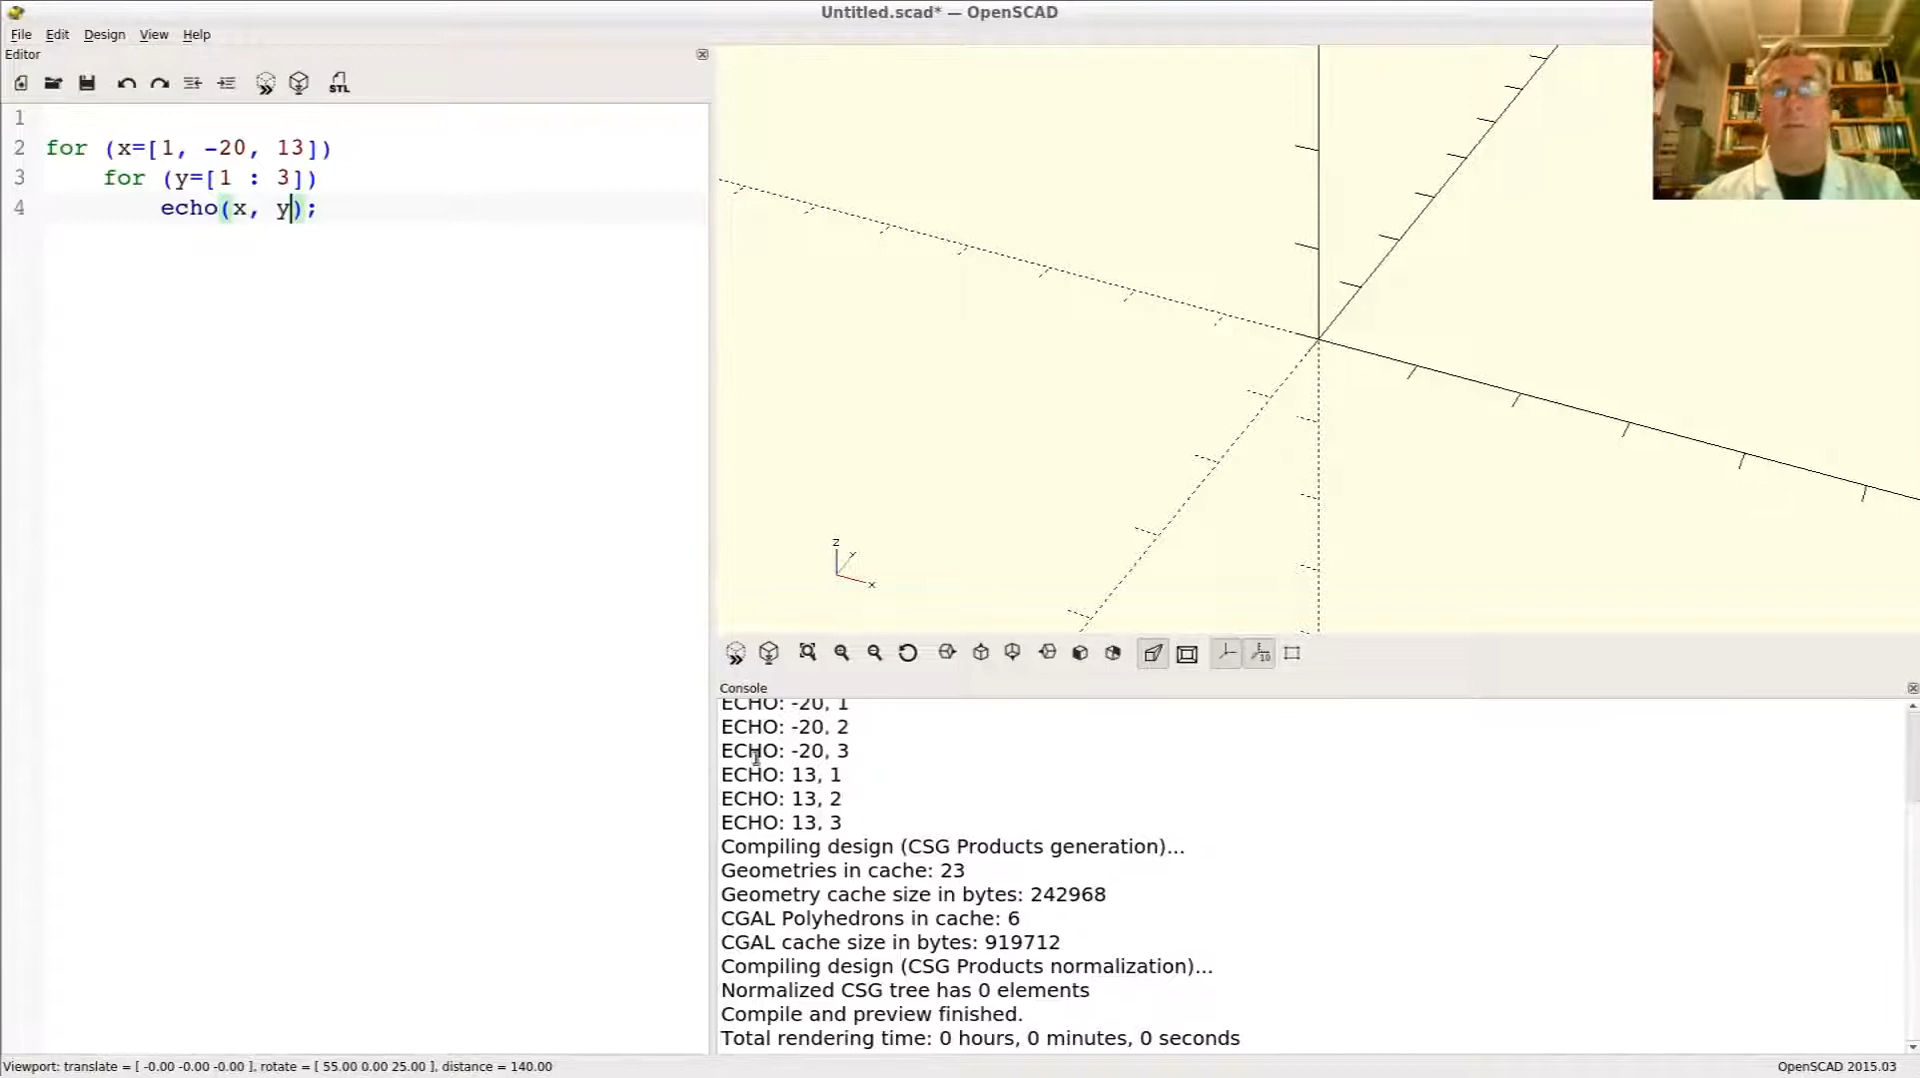 Untitled.scad* — OpenSCAD
File Edit Design View Help
Editor
STL
1
2 for (x=[1, -20, 13])
3 for (y=[1 : 3])
4 echo(x, y);
z
y
x
10
Console
ECHO: -20, 1
ECHO: -20, 2
ECHO: -20, 3
ECHO: 13, 1
ECHO: 13, 2
ECHO: 13, 3
Compiling design (CSG Products generation)...
Geometries in cache: 23
Geometry cache size in bytes: 242968
CGAL Polyhedrons in cache: 6
CGAL cache size in bytes: 919712
Compiling design (CSG Products normalization)...
Normalized CSG tree has 0 elements
Compile and preview finished.
Total rendering time: 0 hours, 0 minutes, 0 seconds
Viewport: translate = [ -0.00 -0.00 -0.00 ], rotate = [ 55.00 0.00 25.00 ], distance = 140.00
OpenSCAD 2015.03